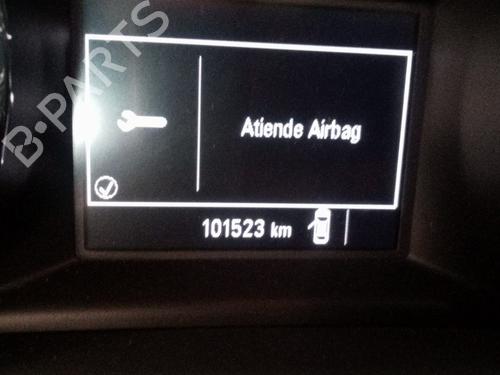 B-PARTS
Atiende Airbag
101523 km